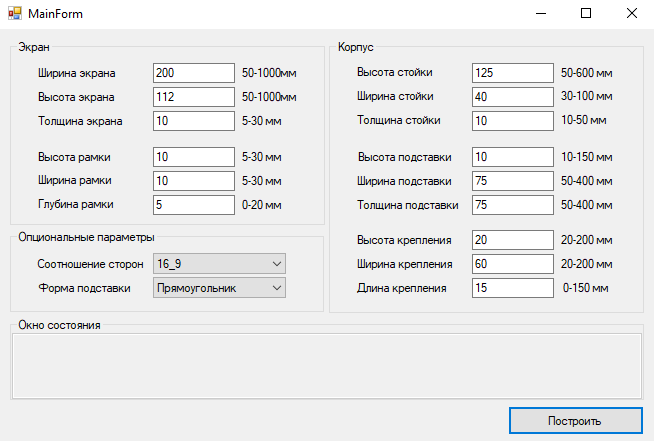 MainForm
Экран
Ширина экрана 200 50-1000мм
Высота экрана 112 50-1000мм
Толщина экрана 10 5-30 мм
Высота рамки 10 5-30 мм
Ширина рамки 10 5-30 мм
Глубина рамки 5 0-20 мм
Опциональные параметры
Соотношение сторон 16_9
Форма подставки Прямоугольник
Корпус
Высота стойки 125 50-600 мм
Ширина стойки 40 30-100 мм
Толщина стойки 10 10-50 мм
Высота подставки 10 10-150 мм
Ширина подставки 75 50-400 мм
Толщина подставки 75 50-400 мм
Высота крепления 20 20-200 мм
Ширина крепления 60 20-200 мм
Длина крепления 15 0-150 мм
Окно состояния
Построить